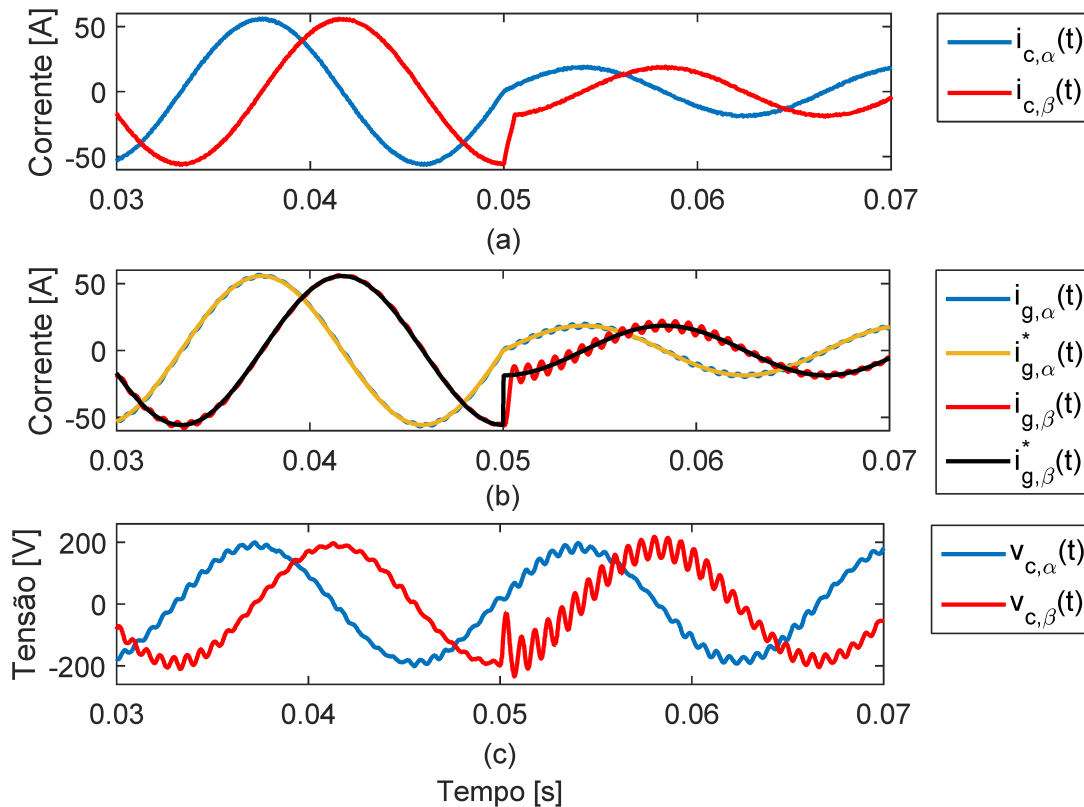 50
0
-50
Corrente [A]
0.03 0.04 0.05 0.06 0.07
(a)
i_{c,α}(t)
i_{c,β}(t)
50
0
-50
Corrente [A]
0.03 0.04 0.05 0.06 0.07
(b)
i_{g,α}(t)
i^{*}_{g,α}(t)
i_{g,β}(t)
i^{*}_{g,β}(t)
200
0
-200
Tensão [V]
0.03 0.04 0.05 0.06 0.07
(c)
Tempo [s]
v_{c,α}(t)
v_{c,β}(t)